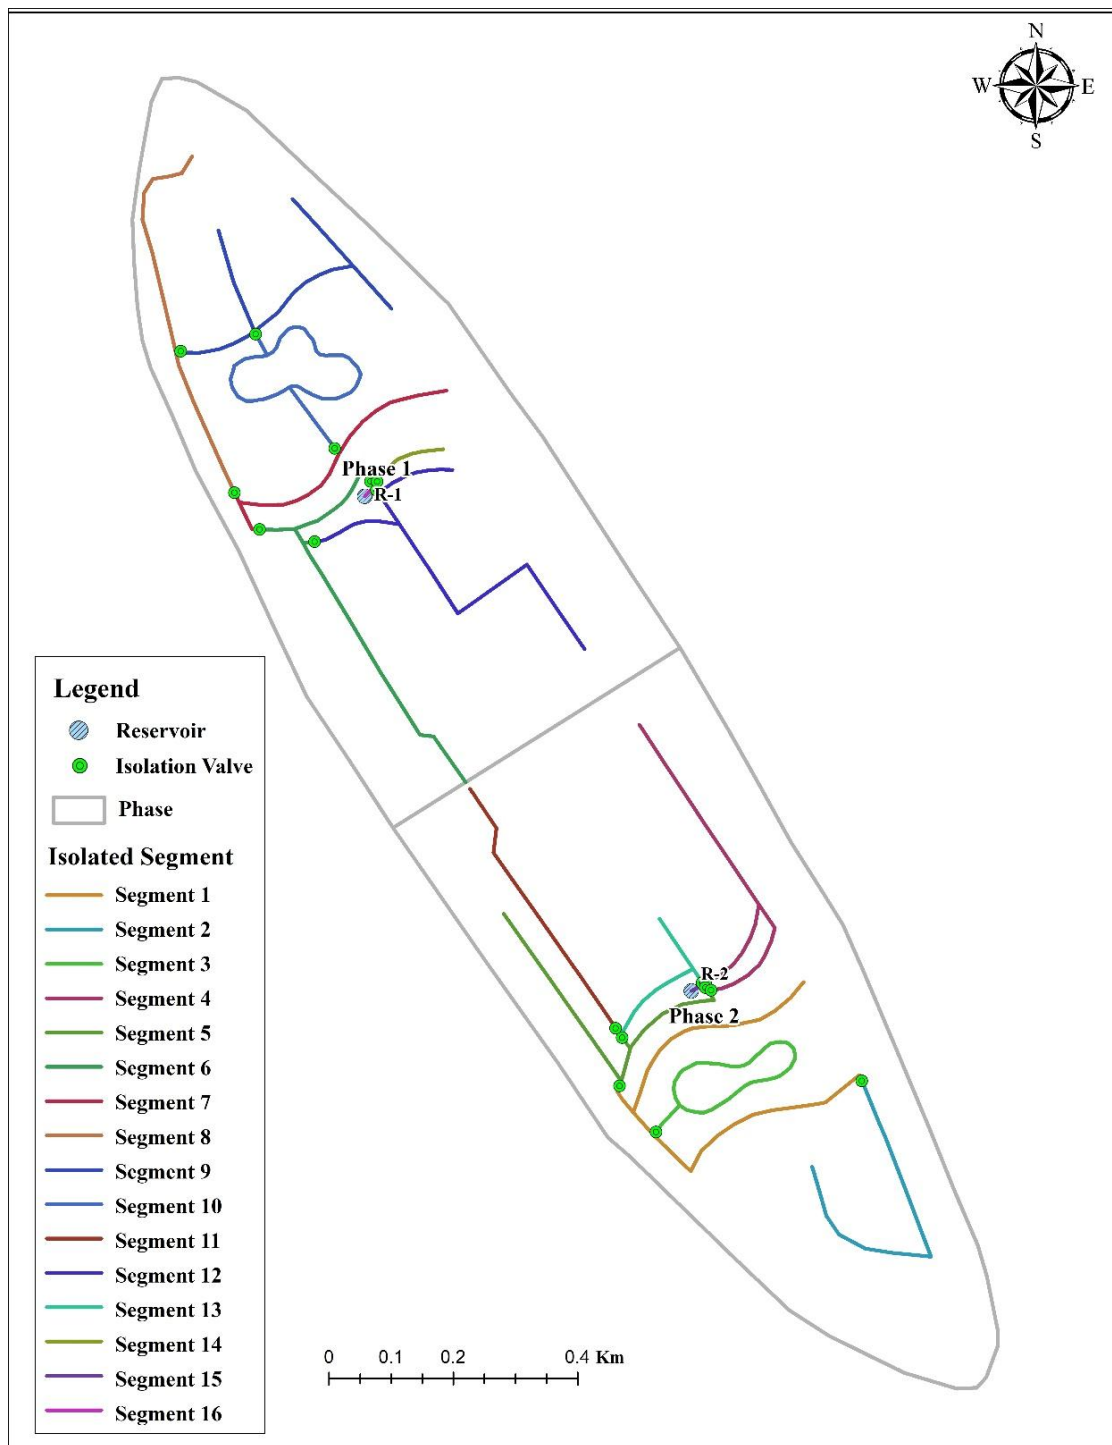 N
W E
S
Phase 1
R-1
Legend
Reservoir
Isolation Valve
Phase
Isolated Segment
Segment 1
Segment 2
Segment 3
Segment 4
Segment 5
Segment 6
Segment 7
Segment 8
Segment 9
Segment 10
Segment 11
Segment 12
Segment 13
Segment 14
Segment 15
Segment 16
R-2
Phase 2
0 0.1 0.2 0.4 Km